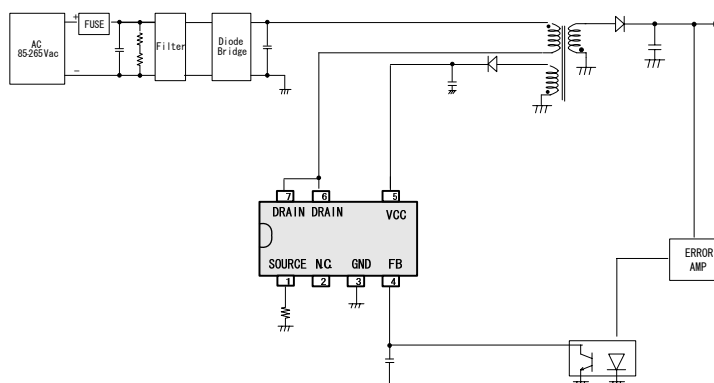 +
FUSE
AC
85-265Vac
Filter
Diode
Bridge
-
7 6 5
DRAIN DRAIN VCC
SOURCE N.C. GND FB
1 2 3 4
ERROR
AMP